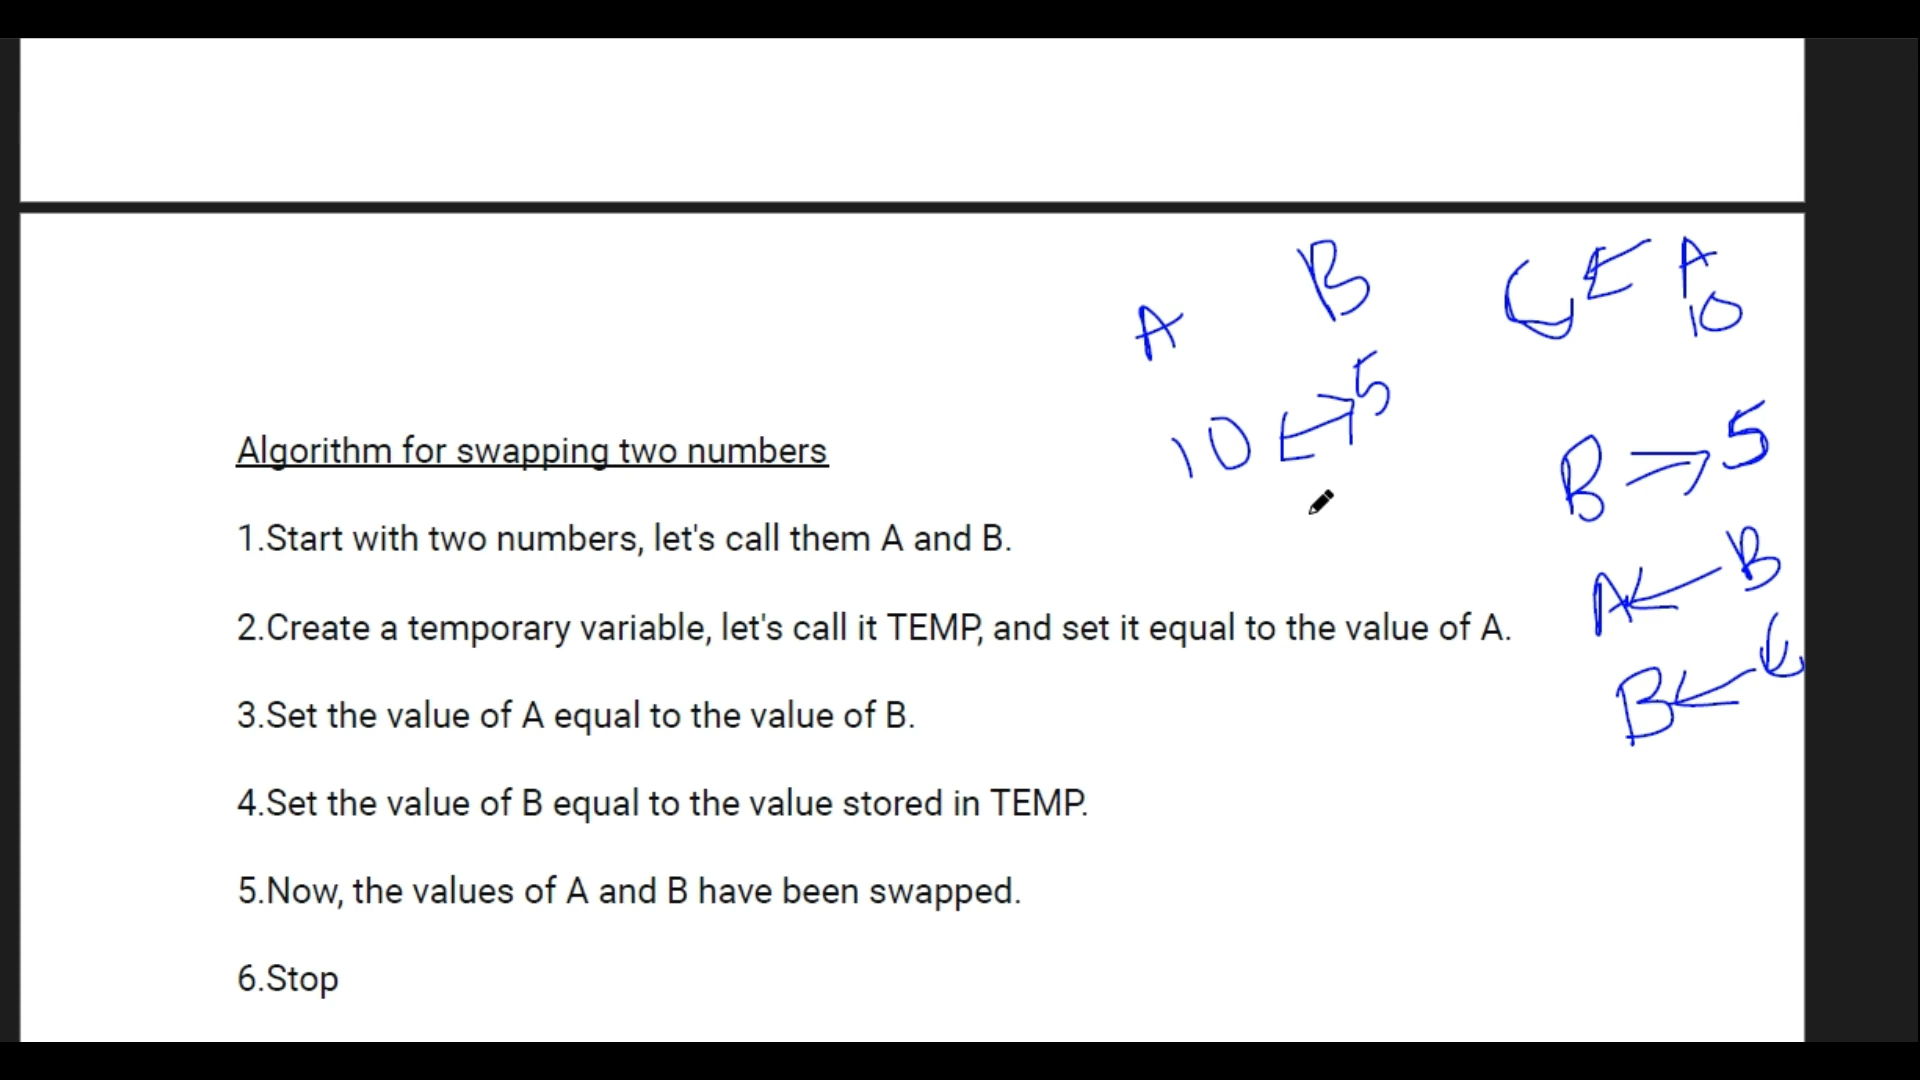 A B C ← A
10
10 ↔ 5
B → 5
Algorithm for swapping two numbers
1.Start with two numbers, let's call them A and B.
A ← B
2.Create a temporary variable, let's call it TEMP, and set it equal to the value of A.
B ← C
3.Set the value of A equal to the value of B.
4.Set the value of B equal to the value stored in TEMP.
5.Now, the values of A and B have been swapped.
6.Stop